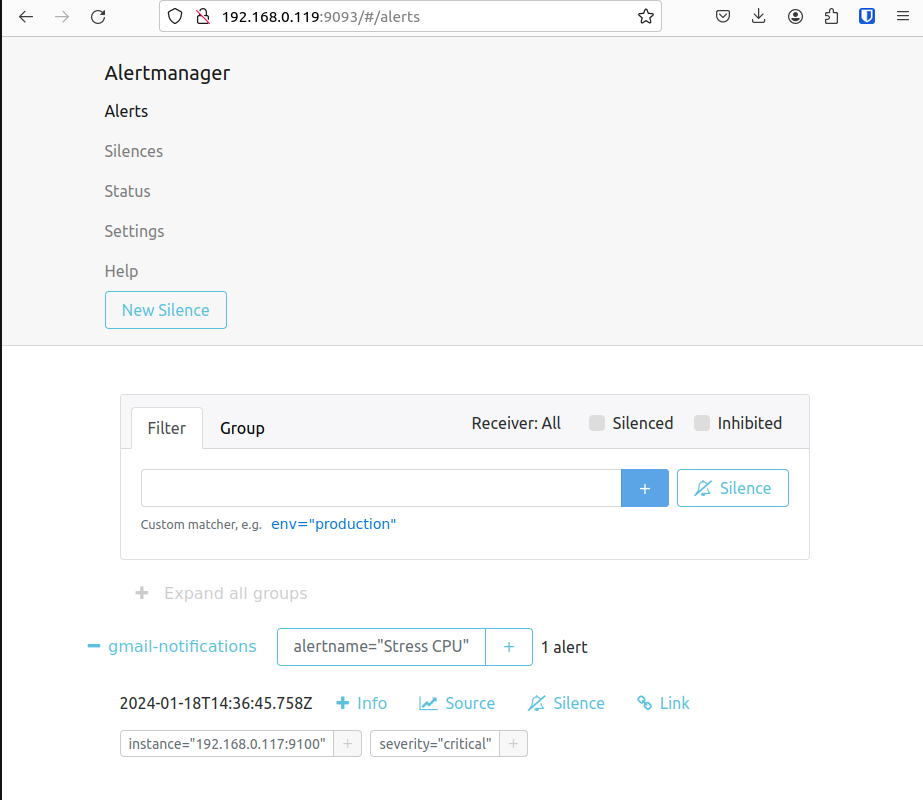 192.168.0.119:9093/#/alerts
Alertmanager
Alerts
Silences
Status
Settings
Help
New Silence
Filter Group Receiver: All Silenced Inhibited
+ Silence
Custom matcher, e.g. env="production"
+ Expand all groups
− gmail-notifications alertname="Stress CPU" + 1 alert
2024-01-18T14:36:45.758Z + Info Source Silence Link
instance="192.168.0.117:9100" + severity="critical" +